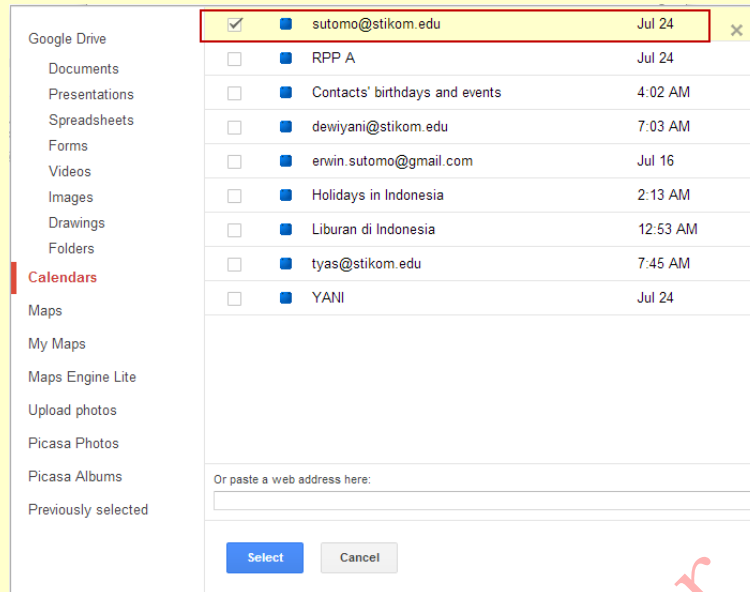 Google Drive
Documents
Presentations
Spreadsheets
Forms
Videos
Images
Drawings
Folders
Calendars
Maps
My Maps
Maps Engine Lite
Upload photos
Picasa Photos
Picasa Albums
Previously selected
sutomo@stikom.edu Jul 24
RPP A Jul 24
Contacts' birthdays and events 4:02 AM
dewiyani@stikom.edu 7:03 AM
erwin.sutomo@gmail.com Jul 16
Holidays in Indonesia 2:13 AM
Liburan di Indonesia 12:53 AM
tyas@stikom.edu 7:45 AM
YANI Jul 24
Or paste a web address here:
Select Cancel